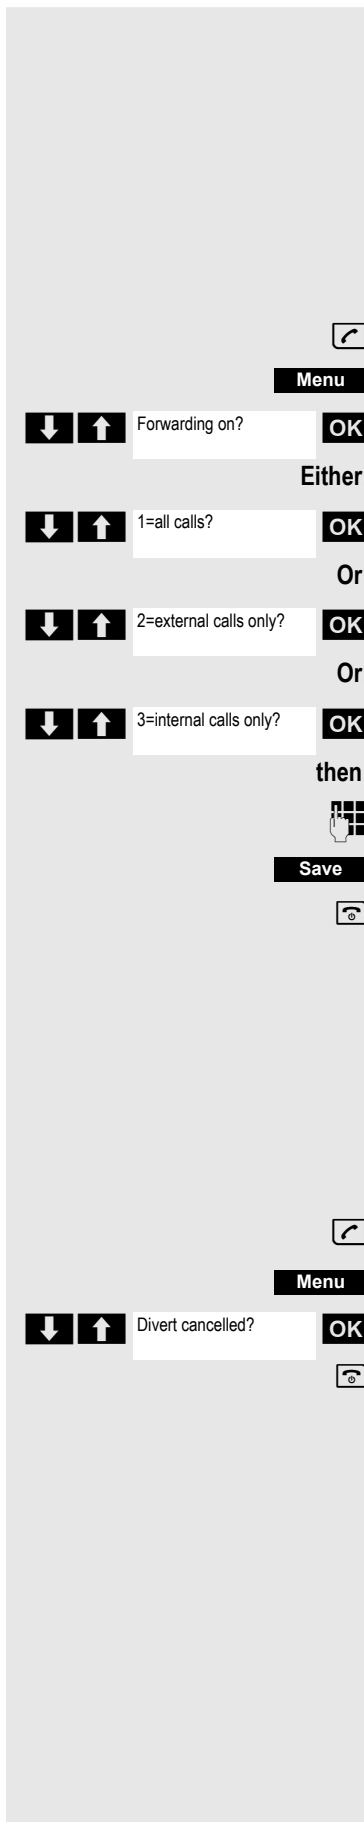 Menu
Forwarding on? OK
Either
1=all calls? OK
Or
2=external calls only? OK
Or
3=internal calls only? OK
then
Save
Menu
Divert cancelled? OK